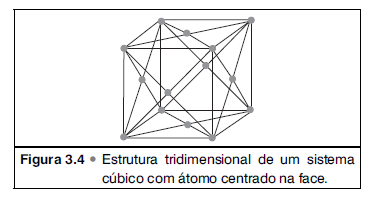 Figura 3.4 • Estrutura tridimensional de um sistema
cúbico com átomo centrado na face.